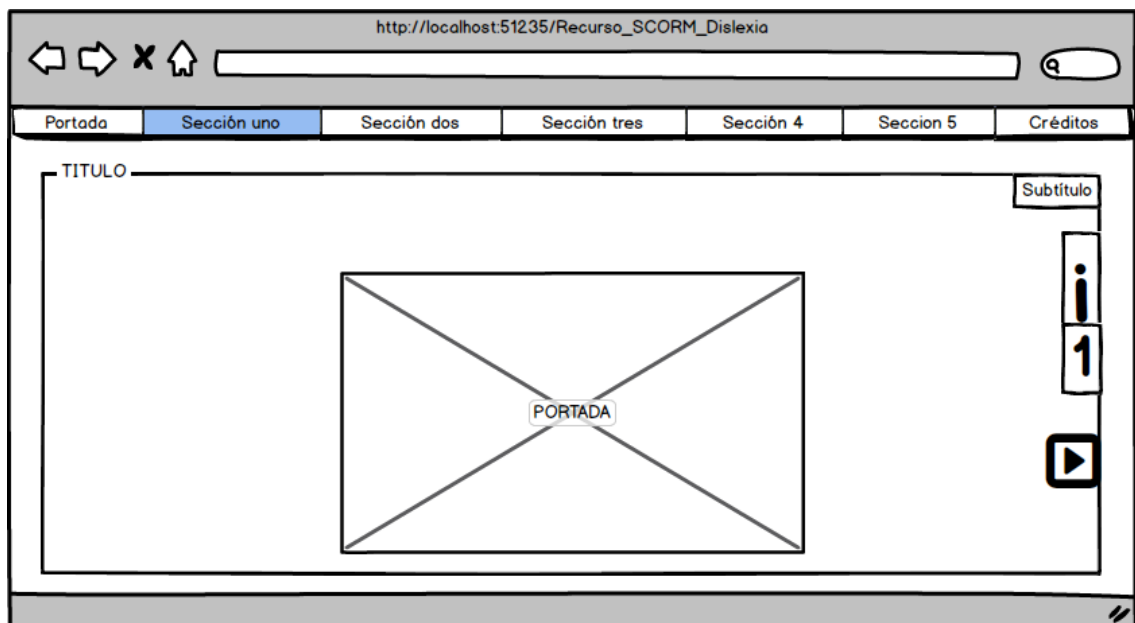 http://localhost:51235/Recurso_SCORM_Dislexia
Portada Sección uno Sección dos Sección tres Sección 4 Seccion 5 Créditos
TITULO
Subtítulo
i
1
PORTADA